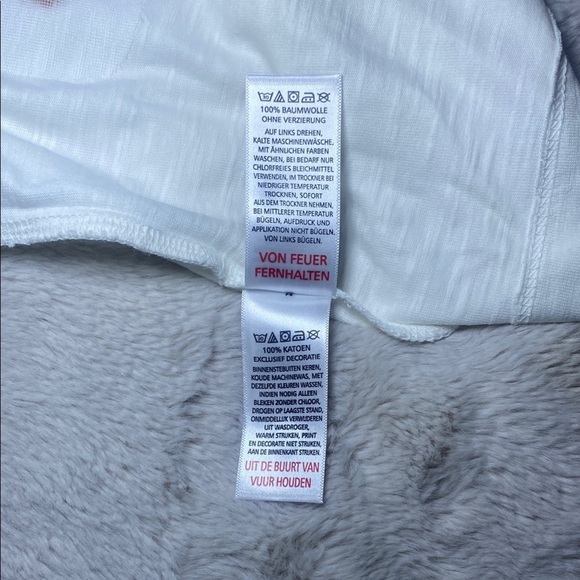 100% BAUMWOLLE
OHNE VERZIERUNG
AUF LINKS DREHEN,
KALTE MASCHINENWÄSCHE,
MIT ÄHNLICHEN FARBEN
WASCHEN, BEI BEDARF NUR
CHLORFREIES BLEICHMITTEL
VERWENDEN, IM TROCKNER BEI
NIEDRIGER TEMPERATUR
TROCKNEN, SOFORT
AUS DEM TROCKNER NEHMEN,
BEI MITTLERER TEMPERATUR
BÜGELN, AUFDRUCK UND
APPLIKATION NICHT BÜGELN.
VON LINKS BÜGELN.
VON FEUER
FERNHALTEN
100% KATOEN
EXCLUSIEF DECORATIE
BINNENSTEBUITEN KEREN,
KOUDE MACHINEWAS, MET
DEZELFDE KLEUREN WASSEN,
INDIEN NODIG ALLEEN
BLEKEN ZONDER CHLOOR,
DROGEN OP LAAGSTE STAND,
ONMIDDELLIJK VERWIJDEREN
UIT WASDROGER,
WARM STRIJKEN, PRINT
EN DECORATIE NIET STRIJKEN,
AAN DE BINNENKANT STRIJKEN.
UIT DE BUURT VAN
VUUR HOUDEN